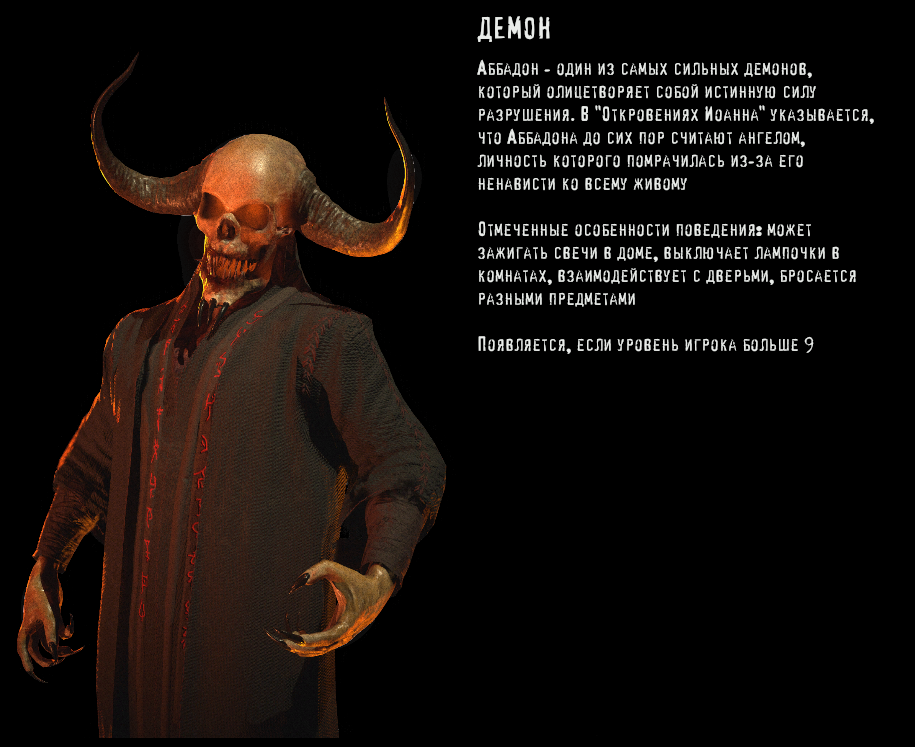 ДЕМОН
Аббадон - один из самых сильных демонов,
который олицетворяет собой истинную силу
разрушения. В "Откровениях Иоанна" указывается,
что Аббадона до сих пор считают ангелом,
личность которого помрачилась из-за его
ненависти ко всему живому
Отмеченные особенности поведения: может
зажигать свечи в доме, выключает лампочки в
комнатах, взаимодействует с дверьми, бросается
разными предметами
Появляется, если уровень игрока больше 9